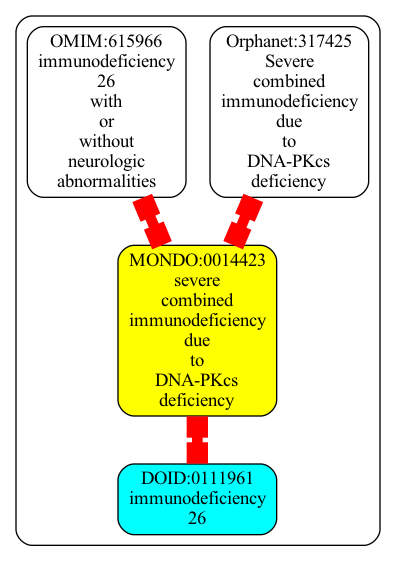 OMIM:615966
immunodeficiency
26
with
or
without
neurologic
abnormalities
Orphanet:317425
Severe
combined
immunodeficiency
due
to
DNA-PKcs
deficiency
MONDO:0014423
severe
combined
immunodeficiency
due
to
DNA-PKcs
deficiency
DOID:0111961
immunodeficiency
26